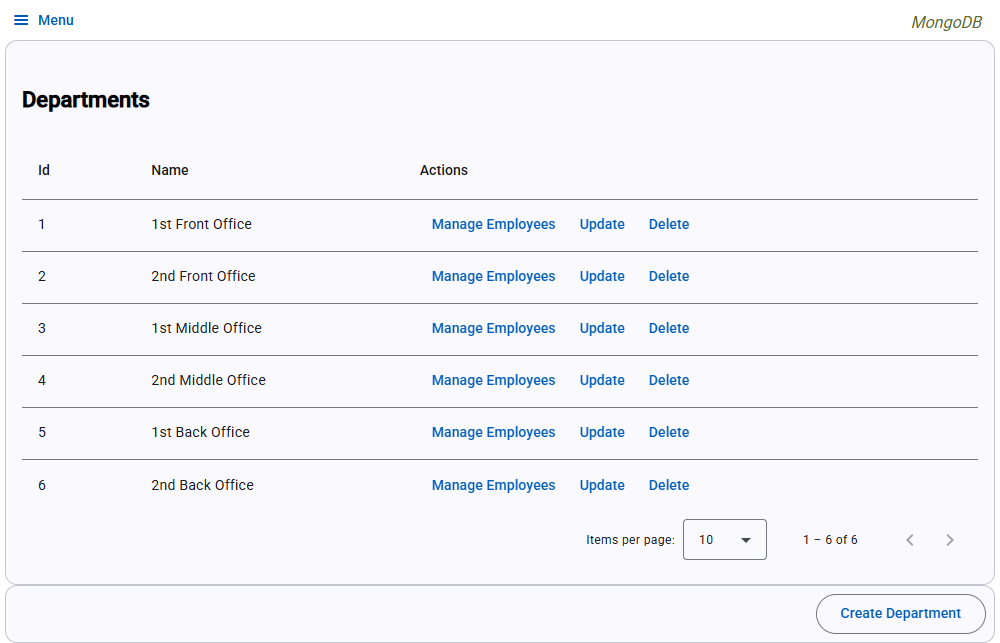 Menu
MongoDB
Departments
Id Name Actions
1 1st Front Office Manage Employees Update Delete
2 2nd Front Office Manage Employees Update Delete
3 1st Middle Office Manage Employees Update Delete
4 2nd Middle Office Manage Employees Update Delete
5 1st Back Office Manage Employees Update Delete
6 2nd Back Office Manage Employees Update Delete
Items per page: 10 1 – 6 of 6
Create Department